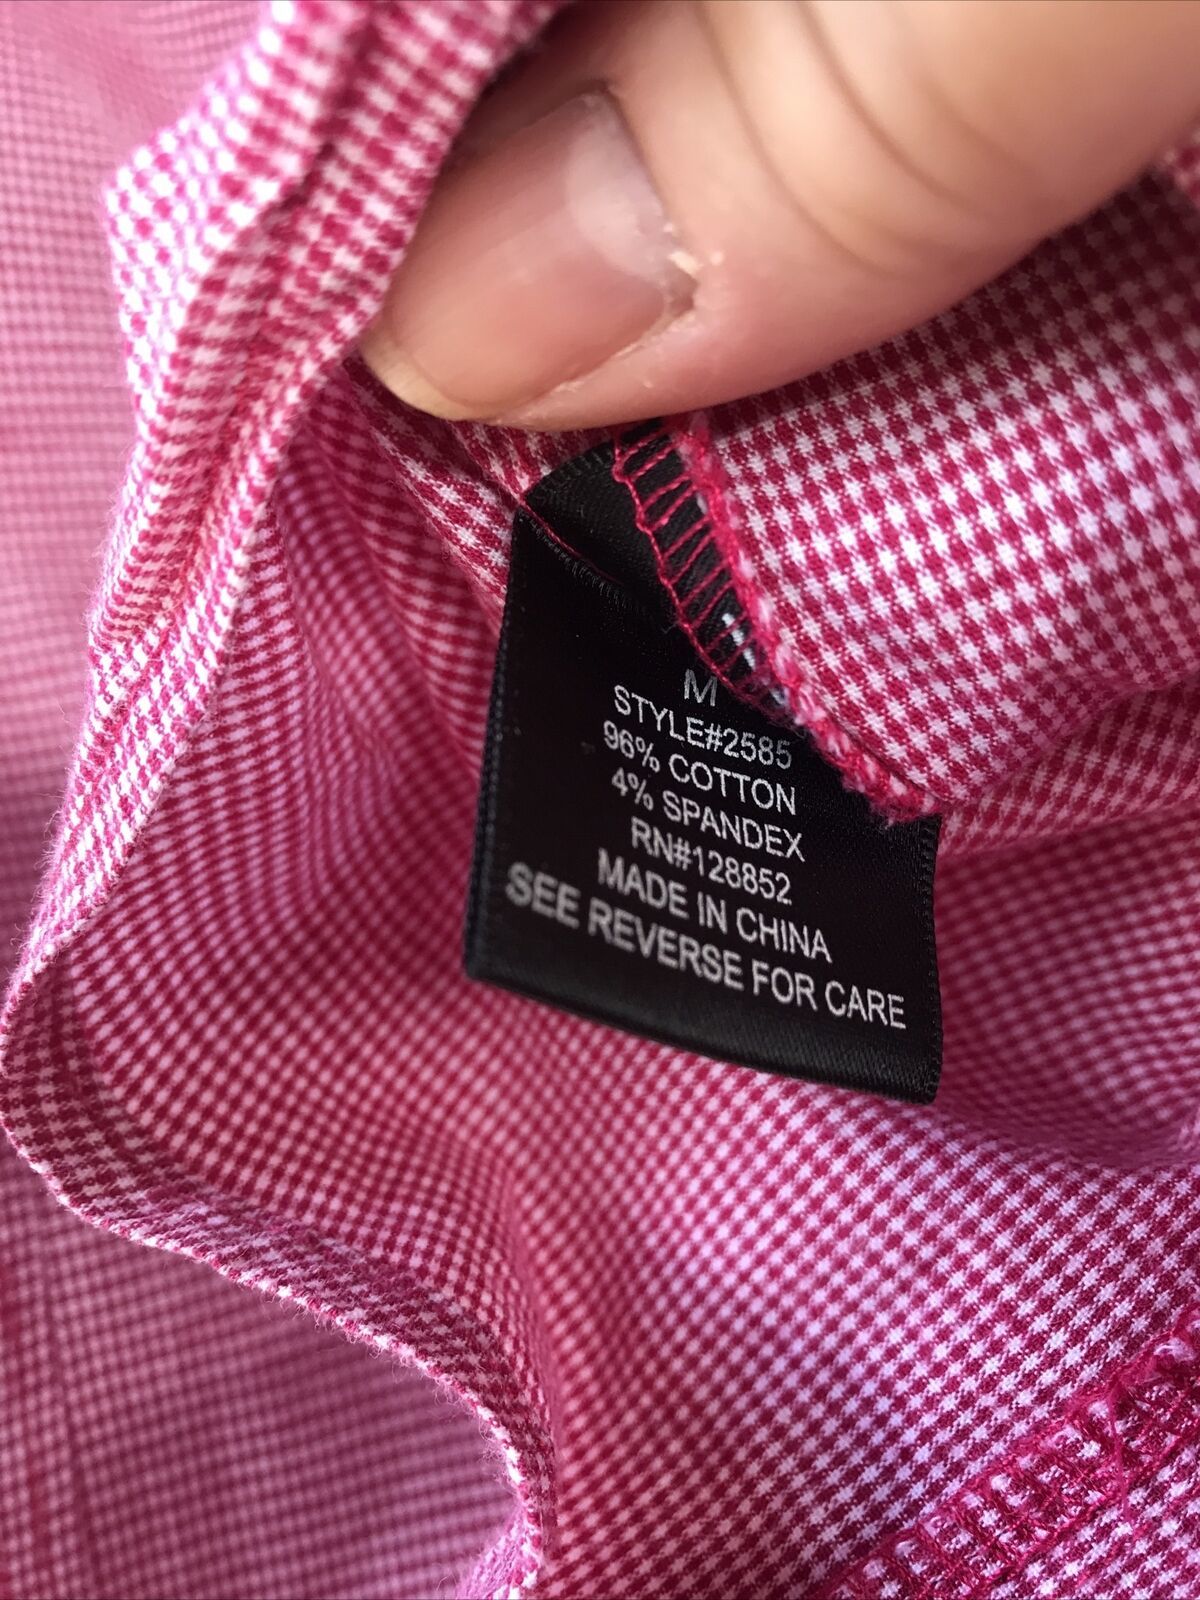 M
STYLE#2585
96% COTTON
4% SPANDEX
RN#128852
MADE IN CHINA
SEE REVERSE FOR CARE